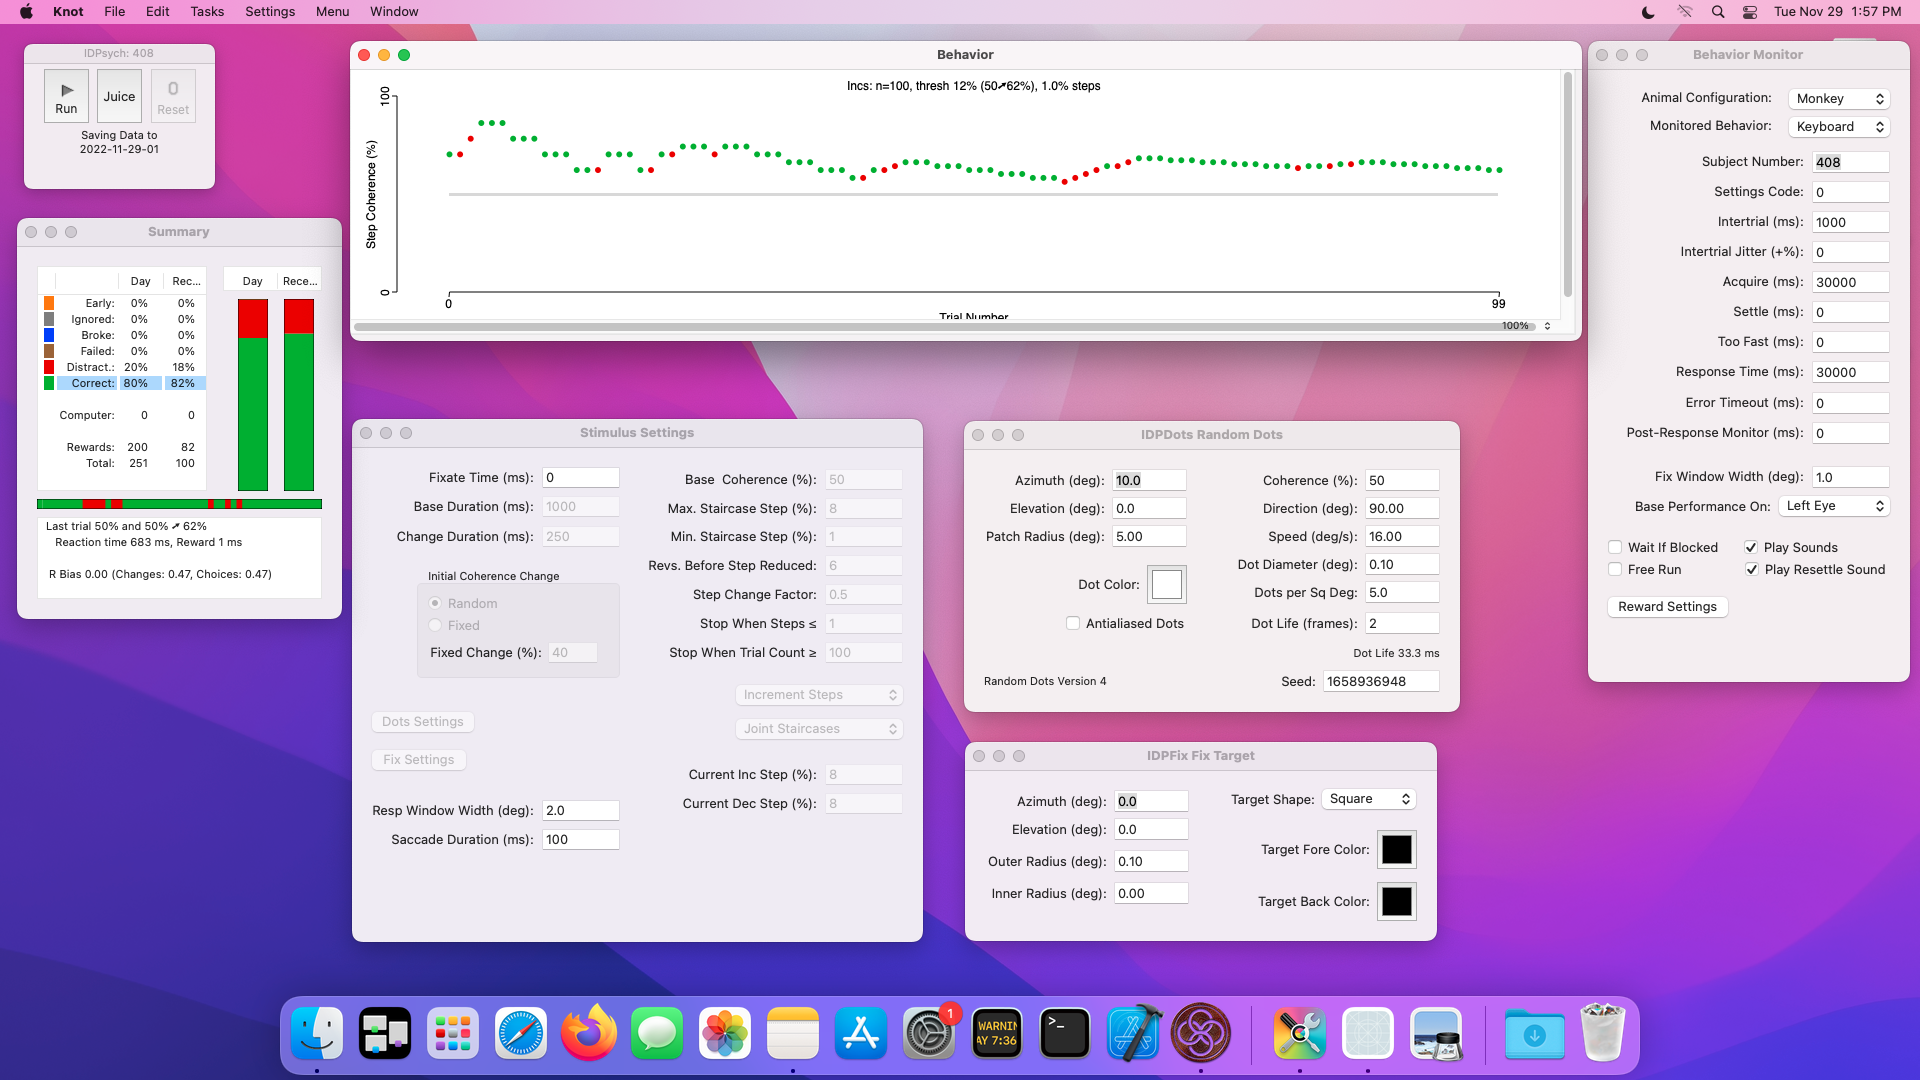 Knot File Edit Tasks Settings Menu Window
Tue Nov 29 1:57 PM
IDPsych: 408
Run
Juice
0
Reset
Saving Data to
2022-11-29-01
Summary
Day Rec...
Early: 0% 0%
Ignored: 0% 0%
Broke: 0% 0%
Failed: 0% 0%
Distract.: 20% 18%
Correct: 80% 82%
Computer: 0 0
Rewards: 200 82
Total: 251 100
Day Rece...
Last trial 50% and 50% ➚ 62%
Reaction time 683 ms, Reward 1 ms
R Bias 0.00 (Changes: 0.47, Choices: 0.47)
Behavior
Incs: n=100, thresh 12% (50➚62%), 1.0% steps
Step Coherence (%)
100
0
0
99
Trial Number
100%
Stimulus Settings
Fixate Time (ms): 0
Base Duration (ms): 1000
Change Duration (ms): 250
Initial Coherence Change
Random
Fixed
Fixed Change (%): 40
Dots Settings
Fix Settings
Resp Window Width (deg): 2.0
Saccade Duration (ms): 100
Base Coherence (%): 50
Max. Staircase Step (%): 8
Min. Staircase Step (%): 1
Revs. Before Step Reduced: 6
Step Change Factor: 0.5
Stop When Steps ≤ 1
Stop When Trial Count ≥ 100
Increment Steps
Joint Staircases
Current Inc Step (%): 8
Current Dec Step (%): 8
IDPDots Random Dots
Azimuth (deg): 10.0
Elevation (deg): 0.0
Patch Radius (deg): 5.00
Dot Color:
Antialiased Dots
Random Dots Version 4
Coherence (%): 50
Direction (deg): 90.00
Speed (deg/s): 16.00
Dot Diameter (deg): 0.10
Dots per Sq Deg: 5.0
Dot Life (frames): 2
Dot Life 33.3 ms
Seed: 1658936948
IDPFix Fix Target
Azimuth (deg): 0.0
Elevation (deg): 0.0
Outer Radius (deg): 0.10
Inner Radius (deg): 0.00
Target Shape: Square
Target Fore Color:
Target Back Color:
Behavior Monitor
Animal Configuration: Monkey
Monitored Behavior: Keyboard
Subject Number: 408
Settings Code: 0
Intertrial (ms): 1000
Intertrial Jitter (+%): 0
Acquire (ms): 30000
Settle (ms): 0
Too Fast (ms): 0
Response Time (ms): 30000
Error Timeout (ms): 0
Post-Response Monitor (ms): 0
Fix Window Width (deg): 1.0
Base Performance On: Left Eye
Wait If Blocked
Play Sounds
Free Run
Play Resettle Sound
Reward Settings
1
WARNIN
AY 7:36
>_